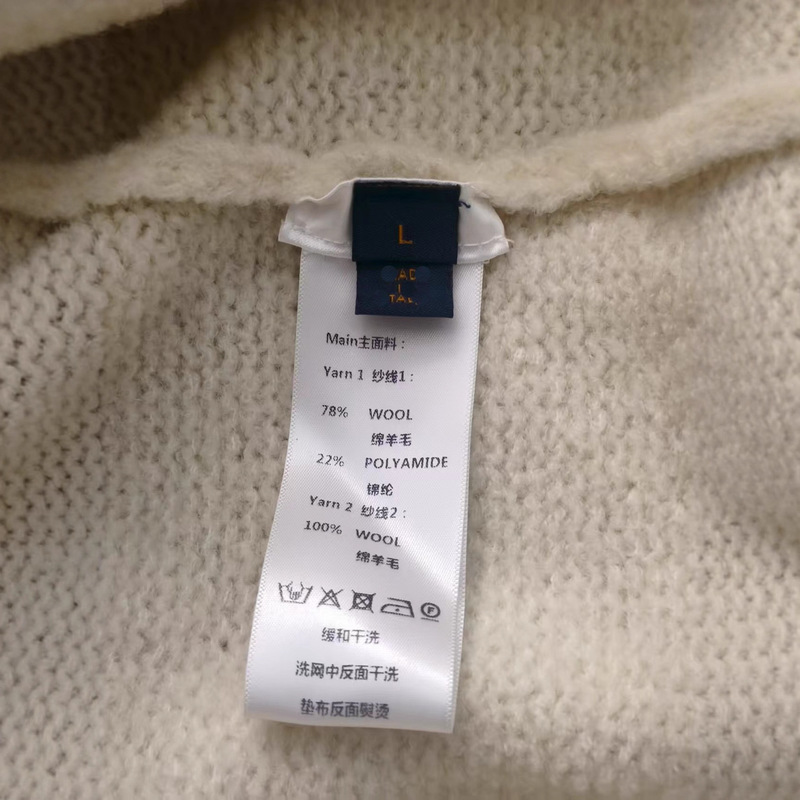 L
Main主面料：
Yarn 1 纱线1：
78% WOOL
绵羊毛
22% POLYAMIDE
锦纶
Yarn 2 纱线2：
100% WOOL
绵羊毛
F
缓和干洗
洗网中反面干洗
垫布反面熨烫